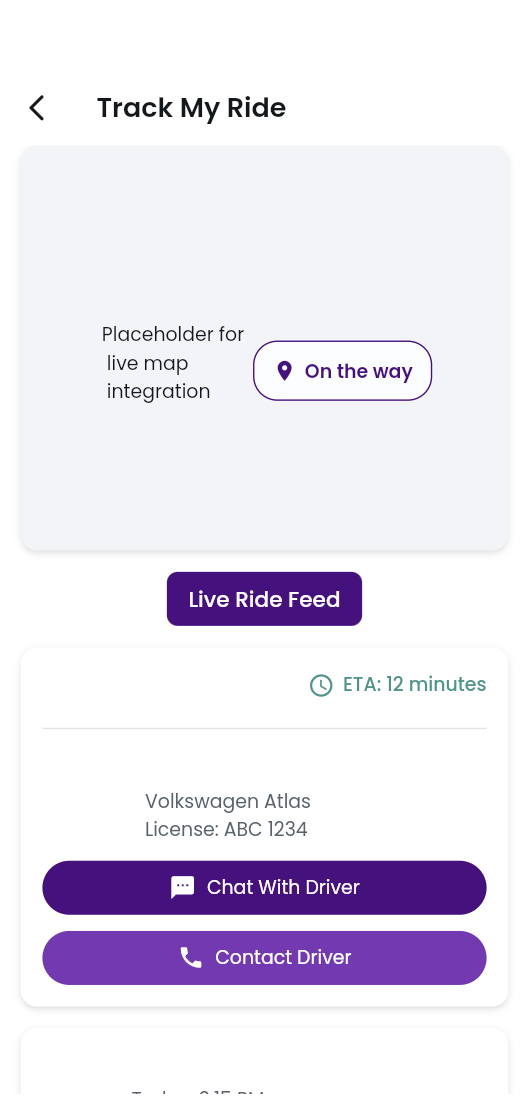 Track My Ride
Placeholder for
live map
integration
On the way
Live Ride Feed
ETA: 12 minutes
Volkswagen Atlas
License: ABC 1234
Chat With Driver
Contact Driver